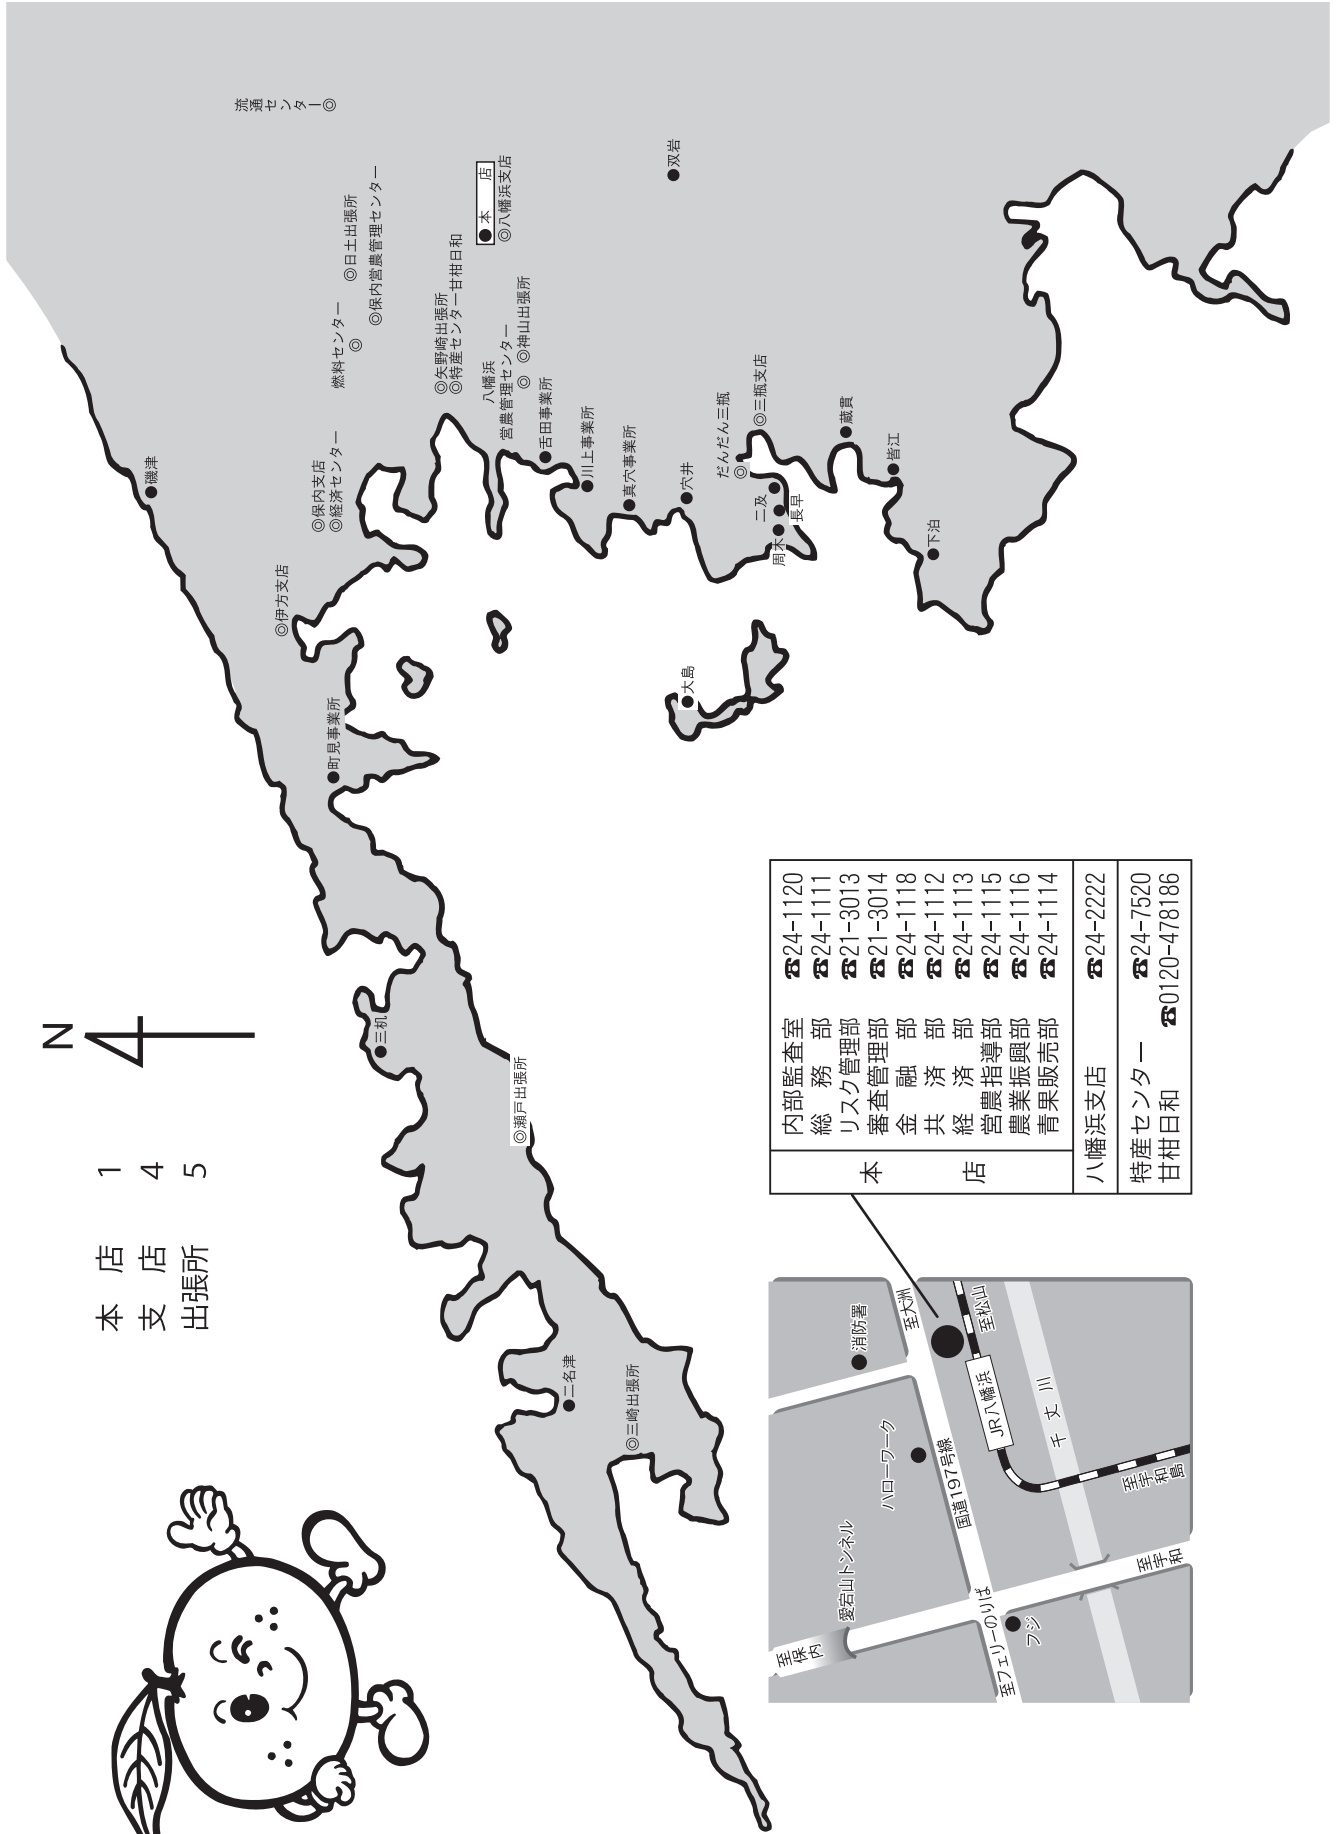 N
本店 1
支店 4
出張所 5
流通センター◎
◎日土出張所
◎保内営農管理センター
燃料センター
◎
●本店
◎八幡浜支店
●双岩
◎矢野崎出張所
◎特産センター甘柑日和
八幡浜
営農管理センター
◎
◎神山出張所
●舌田事業所
●川上事業所
●真穴事業所
●穴井
だんだん三瓶
◎
◎三瓶支店
●蔵貫
●皆江
●下泊
二及
長早
周木
●磯津
◎保内支店
◎経済センター
◎伊方支店
●町見事業所
●大島
●三机
◎瀬戸出張所
●二名津
◎三崎出張所
本店
内部監査室 ☎24-1120
総務部 ☎24-1111
リスク管理部 ☎21-3013
審査管理部 ☎21-3014
金融部 ☎24-1118
共済部 ☎24-1112
経済部 ☎24-1113
営農指導部 ☎24-1115
農業振興部 ☎24-1116
青果販売部 ☎24-1114
八幡浜支店 ☎24-2222
特産センター ☎24-7520
甘柑日和 ☎0120-478186
消防署
至大洲
至松山
JR八幡浜
千丈川
ハローワーク
国道197号線
至宇和島
愛宕山トンネル
至保内
至フェリーのりば
フジ
至宇和